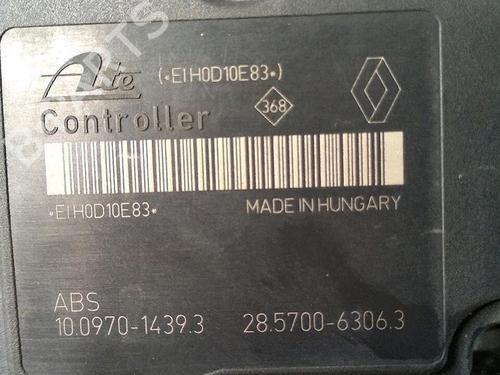 Ate (*E1H0D10E83*)
368
Controller
*E1H0D10E83*
MADE IN HUNGARY
ABS
10.0970-1439.3 28.5700-6306.3